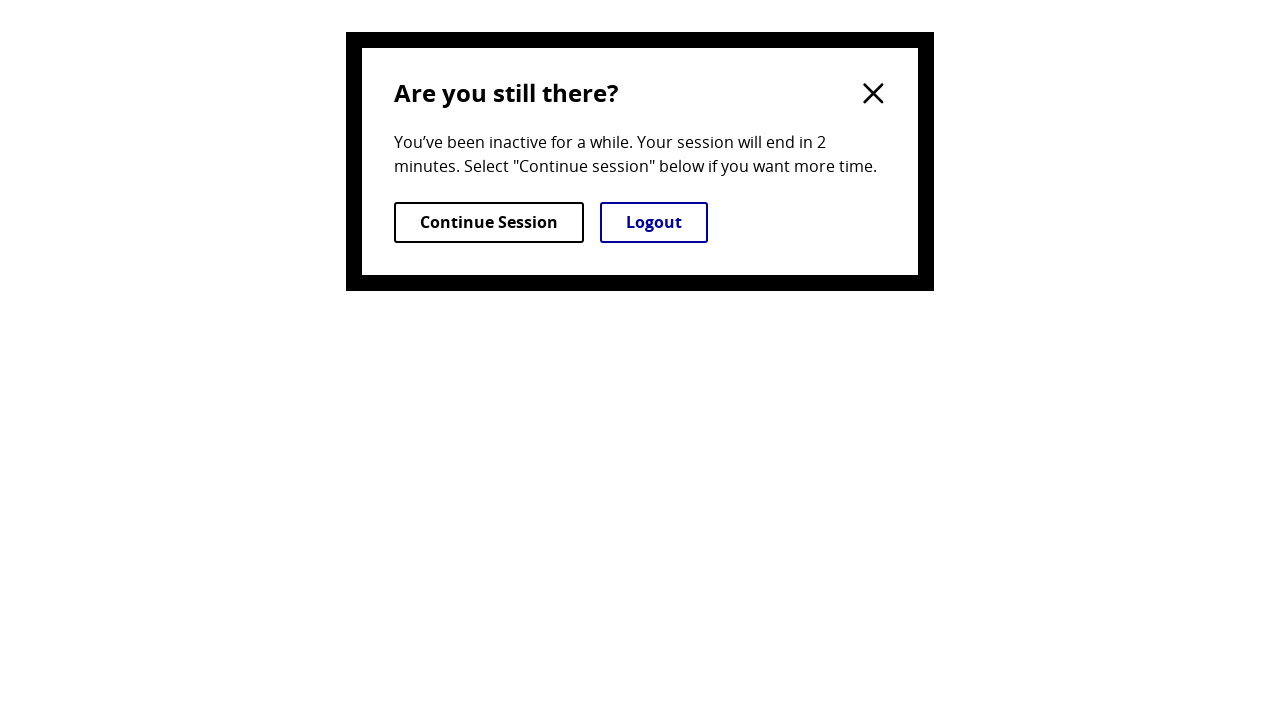 Are you still there?
You’ve been inactive for a while. Your session will end in 2
minutes. Select "Continue session" below if you want more time.
Continue Session
Logout